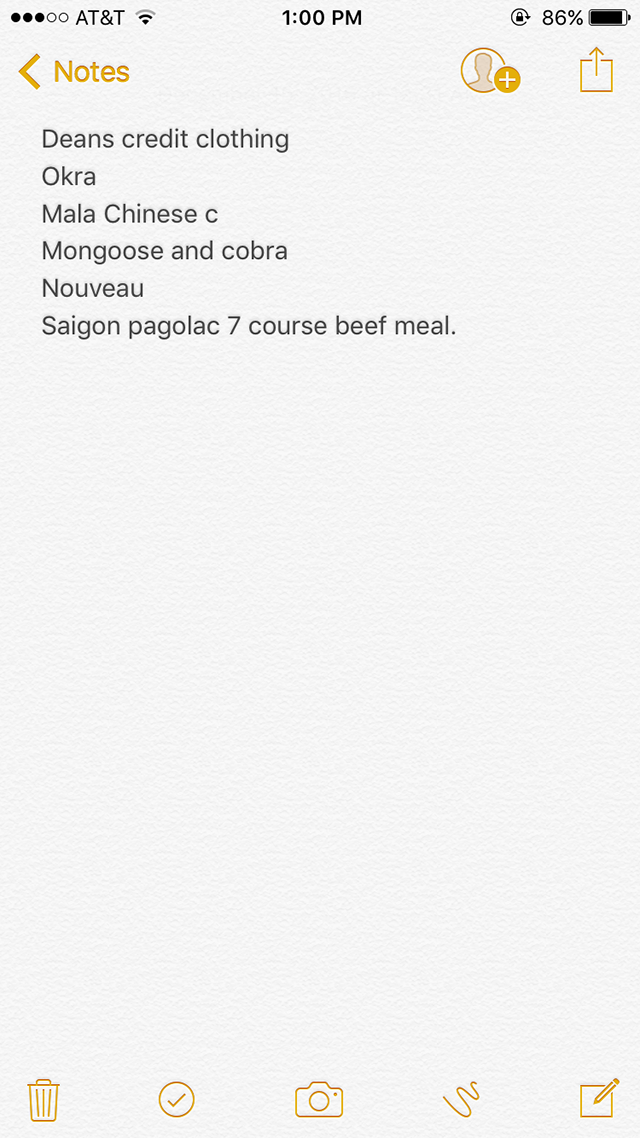 AT&T 1:00 PM 86%
Notes
Deans credit clothing
Okra
Mala Chinese c
Mongoose and cobra
Nouveau
Saigon pagolac 7 course beef meal.